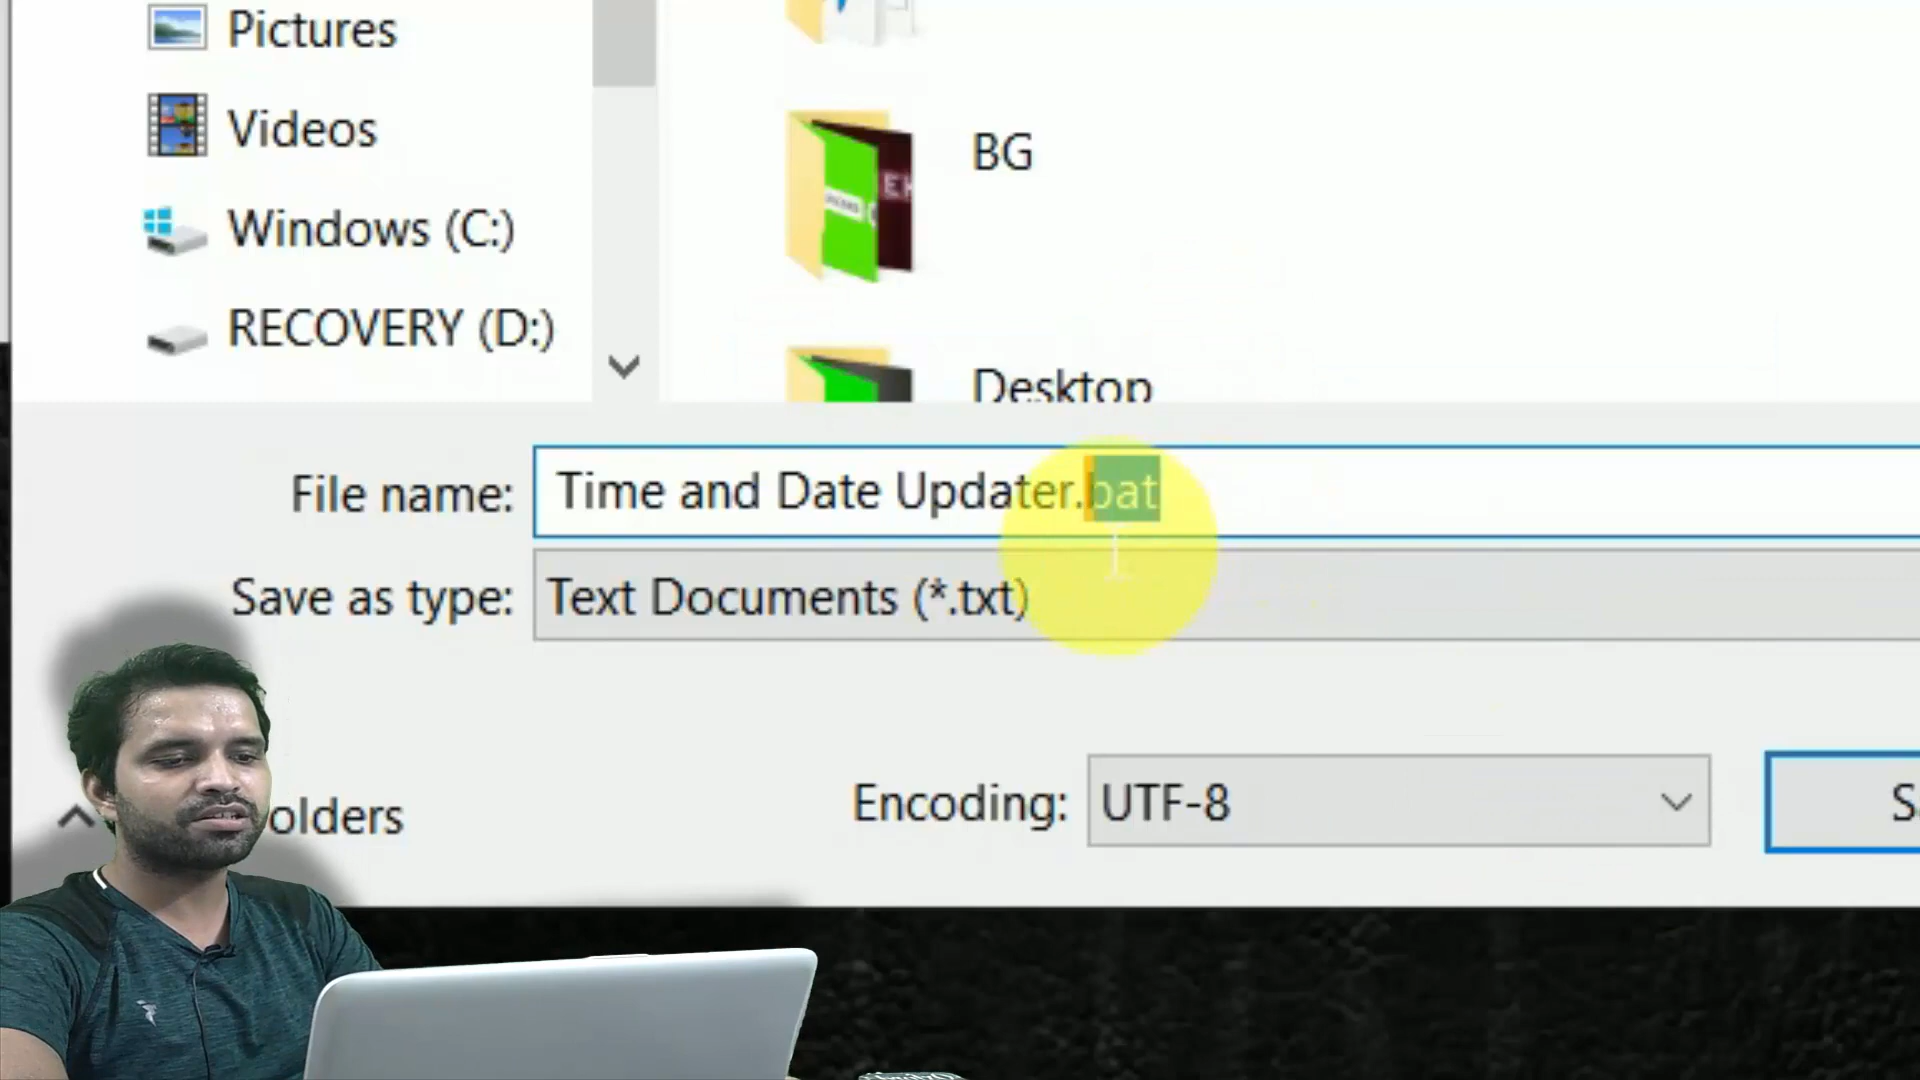 Pictures
Videos
BG
Windows (C:)
RECOVERY (D:)
Desktop
File name: Time and Date Updater.bat
Save as type: Text Documents (*.txt)
olders
Encoding: UTF-8